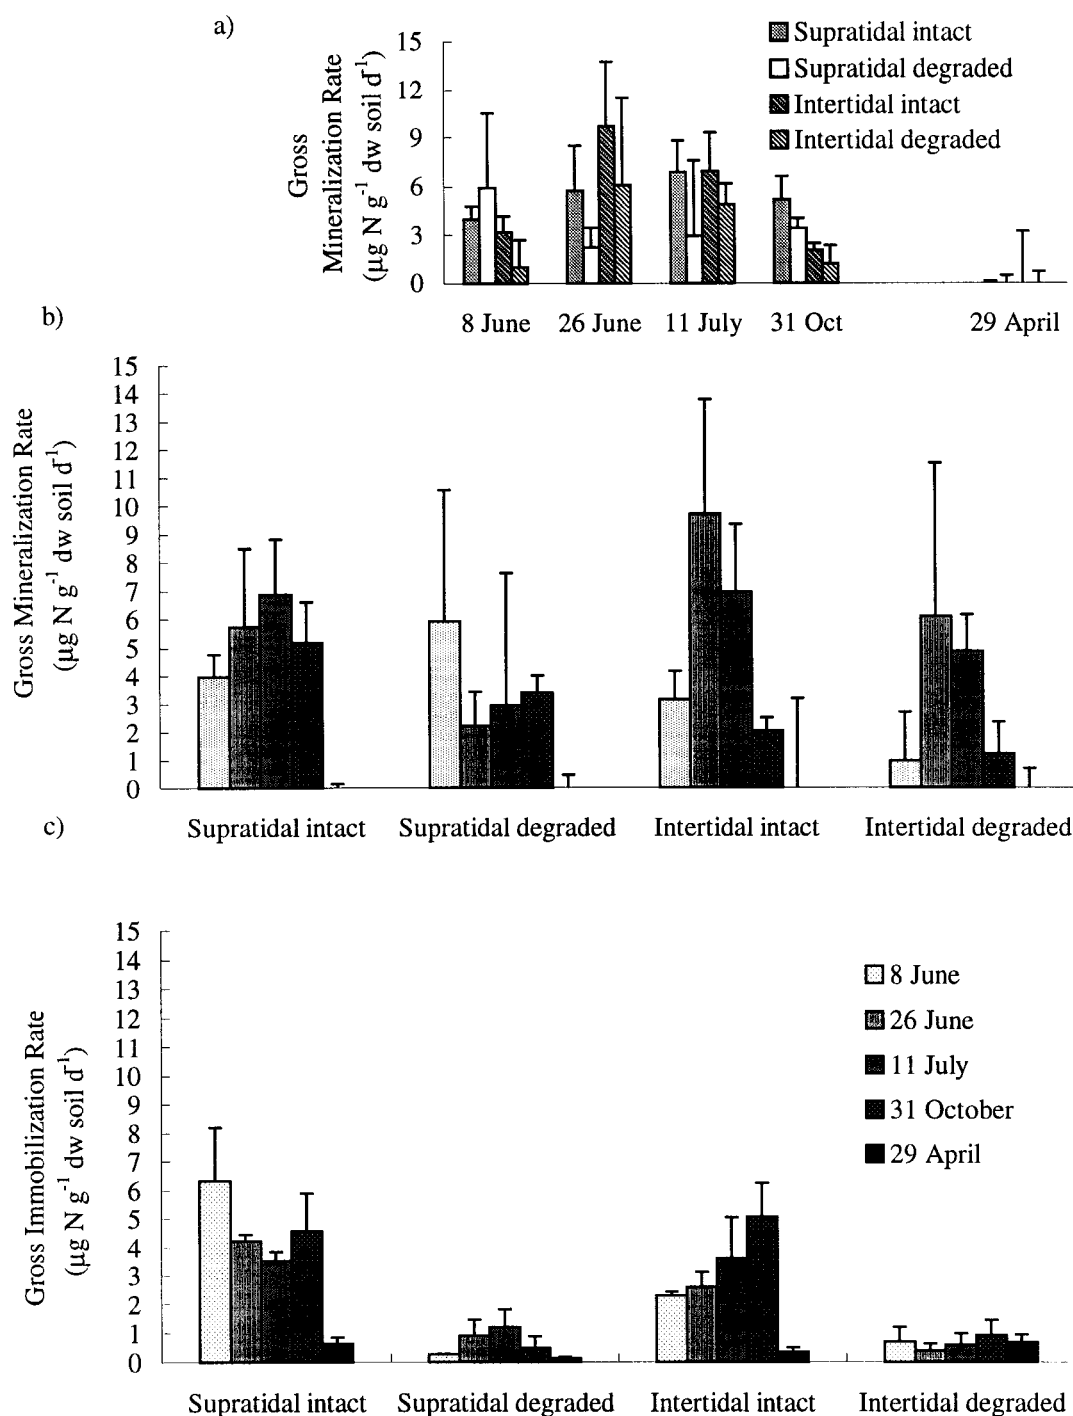 a)
Gross
Mineralization Rate
(µg N g⁻¹ dw soil d⁻¹)
15
12
9
6
3
0
Supratidal intact
Supratidal degraded
Intertidal intact
Intertidal degraded
8 June
26 June
11 July
31 Oct
29 April
b)
Gross Mineralization Rate
(µg N g⁻¹ dw soil d⁻¹)
15
14
13
12
11
10
9
8
7
6
5
4
3
2
1
0
Supratidal intact
Supratidal degraded
Intertidal intact
Intertidal degraded
c)
Gross Immobilization Rate
(µg N g⁻¹ dw soil d⁻¹)
15
14
13
12
11
10
9
8
7
6
5
4
3
2
1
0
8 June
26 June
11 July
31 October
29 April
Supratidal intact
Supratidal degraded
Intertidal intact
Intertidal degraded